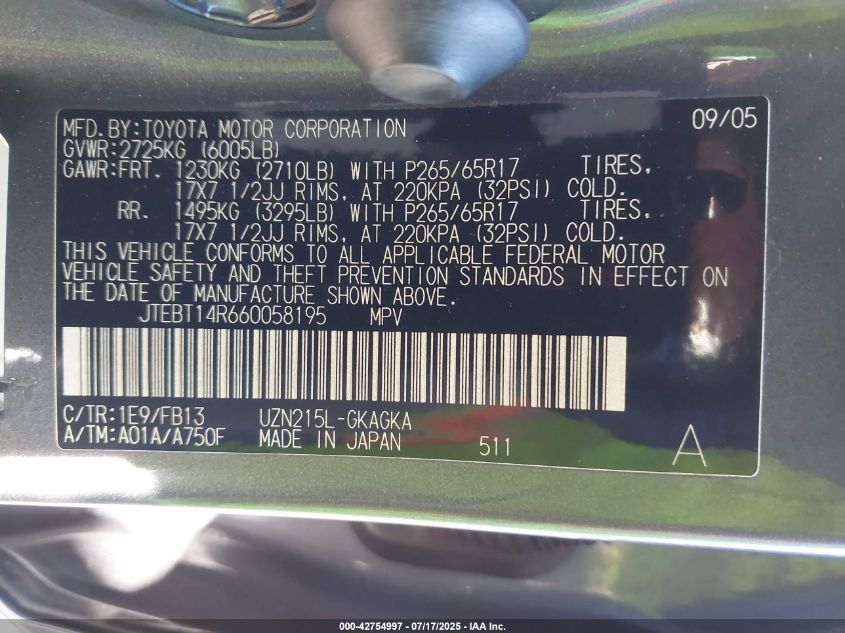 09/05
MFD. BY: TOYOTA MOTOR CORPORATION
GVWR: 2725KG (6005LB)
GAWR: FRT. 1230KG (2710LB) WITH P265/65R17 TIRES,
17X7 1/2JJ RIMS, AT 220KPA (32PSI) COLD.
RR. 1495KG (3295LB) WITH P265/65R17 TIRES,
17X7 1/2JJ RIMS, AT 220KPA (32PSI) COLD.
THIS VEHICLE CONFORMS TO ALL APPLICABLE FEDERAL MOTOR
VEHICLE SAFETY AND THEFT PREVENTION STANDARDS IN EFFECT ON
THE DATE OF MANUFACTURE SHOWN ABOVE.
JTEBT14R660058195 MPV
C/TR: 1E9/FB13 UZN215L-GKAGKA
A/TM: A01A/A750F MADE IN JAPAN 511 A
000-42754997 - 07/17/2025 - IAA Inc.